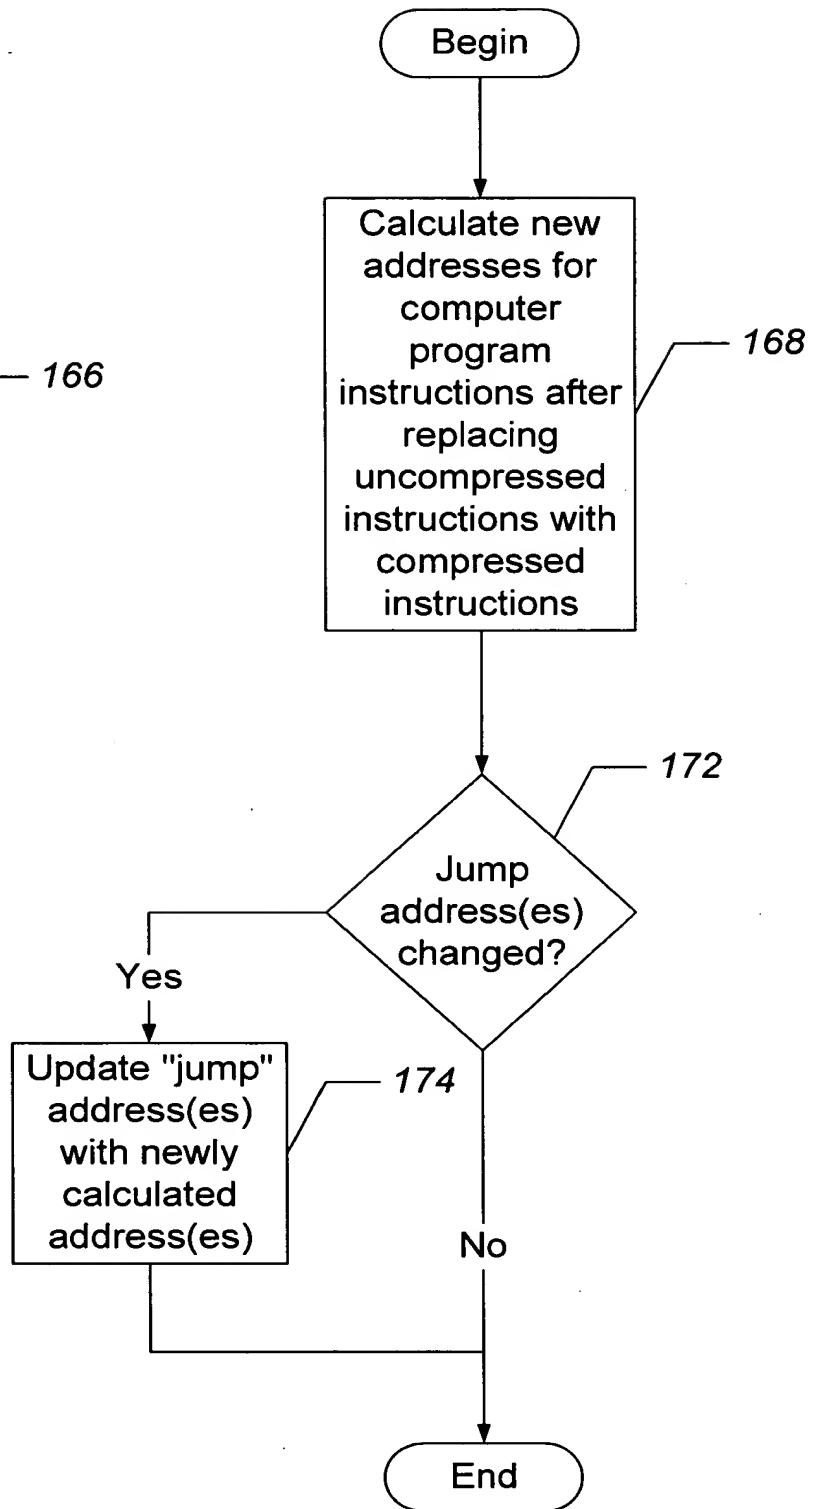 Begin
Calculate new
addresses for
computer
program
instructions after
replacing
uncompressed
instructions with
compressed
instructions
168
166
172
Jump
address(es)
changed?
Yes
Update "jump"
address(es)
with newly
calculated
address(es)
174
No
End